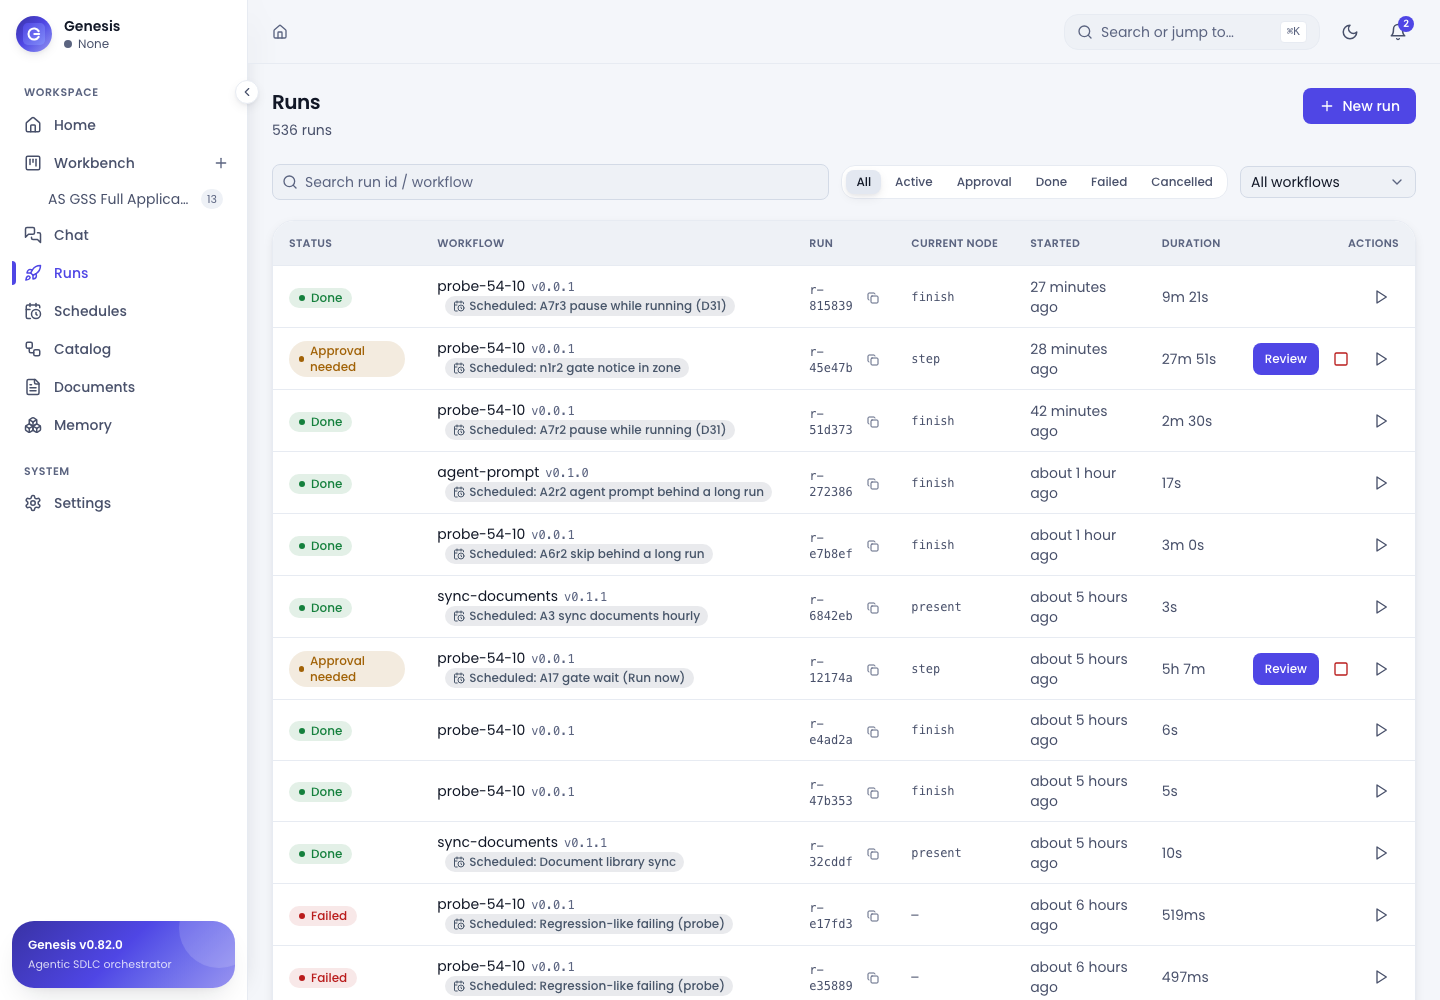 Genesis
None
WORKSPACE
Home
Workbench
AS GSS Full Applica... 13
Chat
Runs
Schedules
Catalog
Documents
Memory
SYSTEM
Settings
Genesis v0.82.0
Agentic SDLC orchestrator
Search or jump to... ⌘K
2
Runs
536 runs
New run
Search run id / workflow
All Active Approval Done Failed Cancelled
All workflows
STATUS WORKFLOW RUN CURRENT NODE STARTED DURATION ACTIONS
Done probe-54-10 v0.0.1 r-815839 finish 27 minutes ago 9m 21s
Scheduled: A7r3 pause while running (D31)
Approval needed probe-54-10 v0.0.1 r-45e47b step 28 minutes ago 27m 51s Review
Scheduled: n1r2 gate notice in zone
Done probe-54-10 v0.0.1 r-51d373 finish 42 minutes ago 2m 30s
Scheduled: A7r2 pause while running (D31)
Done agent-prompt v0.1.0 r-272386 finish about 1 hour ago 17s
Scheduled: A2r2 agent prompt behind a long run
Done probe-54-10 v0.0.1 r-e7b8ef finish about 1 hour ago 3m 0s
Scheduled: A6r2 skip behind a long run
Done sync-documents v0.1.1 r-6842eb present about 5 hours ago 3s
Scheduled: A3 sync documents hourly
Approval needed probe-54-10 v0.0.1 r-12174a step about 5 hours ago 5h 7m Review
Scheduled: A17 gate wait (Run now)
Done probe-54-10 v0.0.1 r-e4ad2a finish about 5 hours ago 6s
Done probe-54-10 v0.0.1 r-47b353 finish about 5 hours ago 5s
Done sync-documents v0.1.1 r-32cddf present about 5 hours ago 10s
Scheduled: Document library sync
Failed probe-54-10 v0.0.1 r-e17fd3 – about 6 hours ago 519ms
Scheduled: Regression-like failing (probe)
Failed probe-54-10 v0.0.1 r-e35889 – about 6 hours ago 497ms
Scheduled: Regression-like failing (probe)